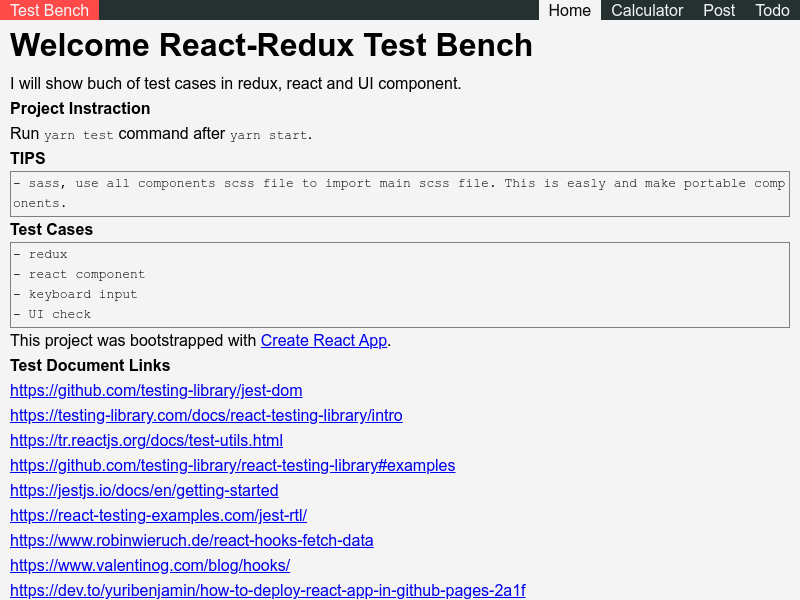 Test Bench Home Calculator Post Todo
Welcome React-Redux Test Bench
I will show buch of test cases in redux, react and UI component.
Project Instraction
Run yarn test command after yarn start.
TIPS
- sass, use all components scss file to import main scss file. This is easly and make portable comp
onents.
Test Cases
- redux
- react component
- keyboard input
- UI check
This project was bootstrapped with Create React App.
Test Document Links
https://github.com/testing-library/jest-dom
https://testing-library.com/docs/react-testing-library/intro
https://tr.reactjs.org/docs/test-utils.html
https://github.com/testing-library/react-testing-library#examples
https://jestjs.io/docs/en/getting-started
https://react-testing-examples.com/jest-rtl/
https://www.robinwieruch.de/react-hooks-fetch-data
https://www.valentinog.com/blog/hooks/
https://dev.to/yuribenjamin/how-to-deploy-react-app-in-github-pages-2a1f